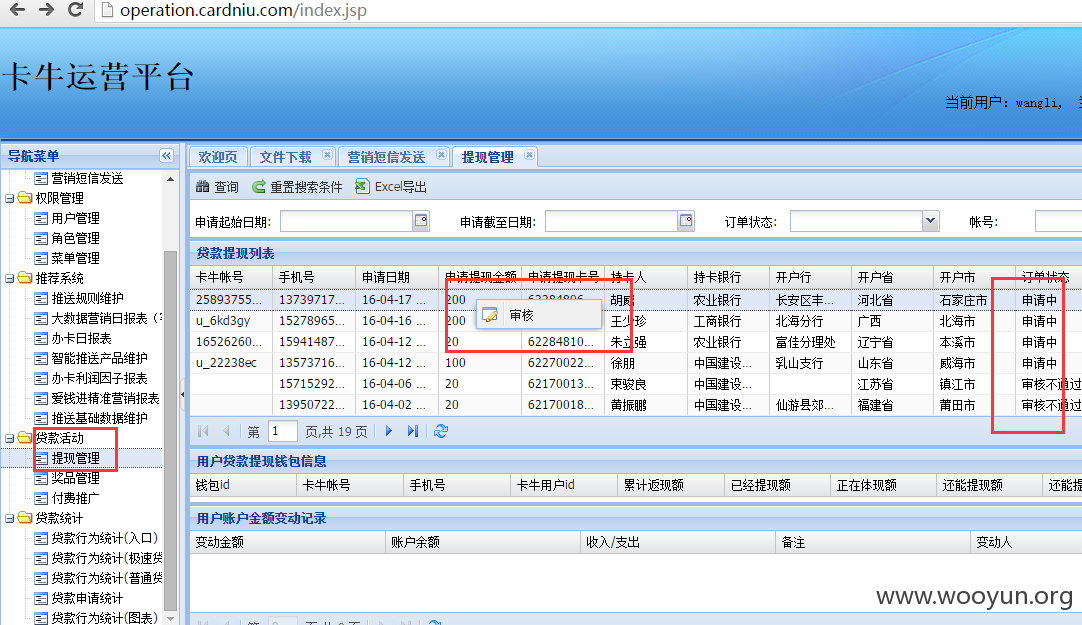 operation.cardniu.com/index.jsp
卡牛运营平台
当前用户：wangli,
导航菜单
营销短信发送
权限管理
用户管理
角色管理
菜单管理
推荐系统
推送规则维护
大数据营销日报表
办卡日报表
智能推送产品维护
办卡利润因子报表
爱钱进精准营销报表
推送基础数据维护
贷款活动
提现管理
奖品管理
付费推广
贷款统计
贷款行为统计(入口)
贷款行为统计(极速贷
贷款行为统计(普通贷
贷款申请统计
贷款行为统计(图表)
欢迎页 文件下载 营销短信发送 提现管理
查询 重置搜索条件 Excel导出
申请起始日期: 申请截至日期: 订单状态: 帐号:
贷款提现列表
卡牛帐号 手机号 申请日期 申请提现金额 申请提现卡号 持卡人 持卡银行 开户行 开户省 开户市 订单状态
25893755... 13739717... 16-04-17 ... 200 62284806... 胡威 农业银行 长安区丰... 河北省 石家庄市 申请中
u_6kd3gy 15278965... 16-04-16 ... 200 王少珍 工商银行 北海分行 广西 北海市 申请中
16526260... 15941487... 16-04-12 ... 20 62284810... 朱立强 农业银行 富佳分理处 辽宁省 本溪市 申请中
u_22238ec 13573716... 16-04-12 ... 100 62270022... 徐朋 中国建设... 乳山支行 山东省 威海市 申请中
15715292... 16-04-06 ... 20 62170013... 栾骏良 中国建设... 江苏省 镇江市 审核不通过
13950722... 16-04-02 ... 20 62170018... 黄振鹏 中国建设... 仙游县郊... 福建省 莆田市 审核不通过
审核
第 1 页,共 19 页
用户贷款提现钱包信息
钱包id 卡牛帐号 手机号 卡牛用户id 累计返现额 已经提现额 正在体现额 还能提现额 还能提
用户账户金额变动记录
变动金额 账户余额 收入/支出 备注 变动人
www.wooyun.org